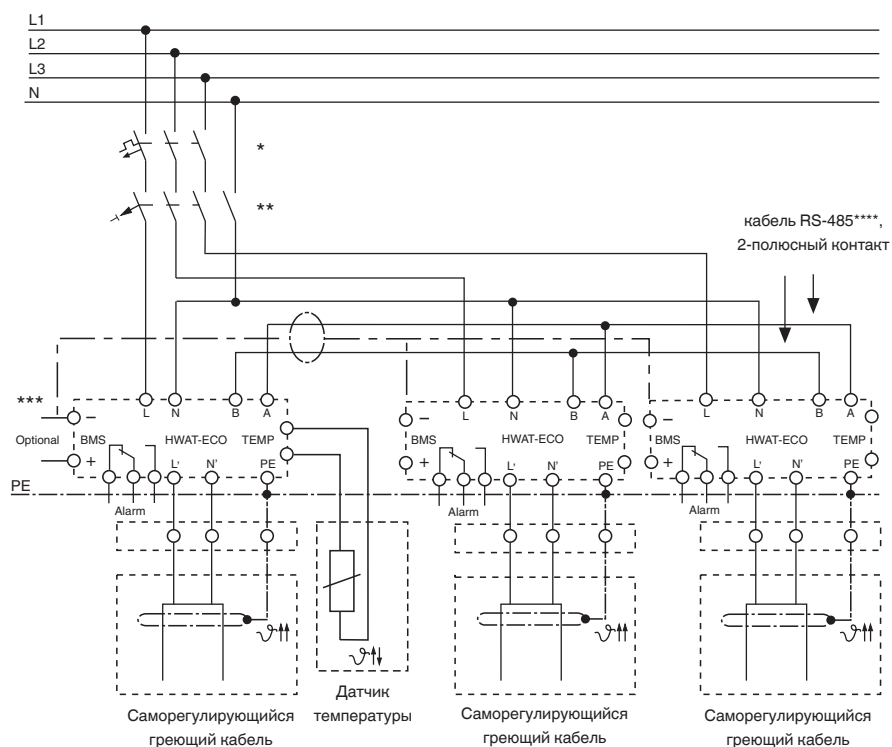 L1
L2
L3
N
*
**
кабель RS-485****,
2-полюсный контакт
***
Optional
− BMS +
L N B A
HWAT-ECO TEMP
L' N' PE
Alarm
− BMS +
L N B A
HWAT-ECO TEMP
L' N' PE
Alarm
− BMS +
L N B A
HWAT-ECO TEMP
L' N' PE
Alarm
PE
Саморегулирующийся
греющий кабель
Датчик
температуры
Саморегулирующийся
греющий кабель
Саморегулирующийся
греющий кабель